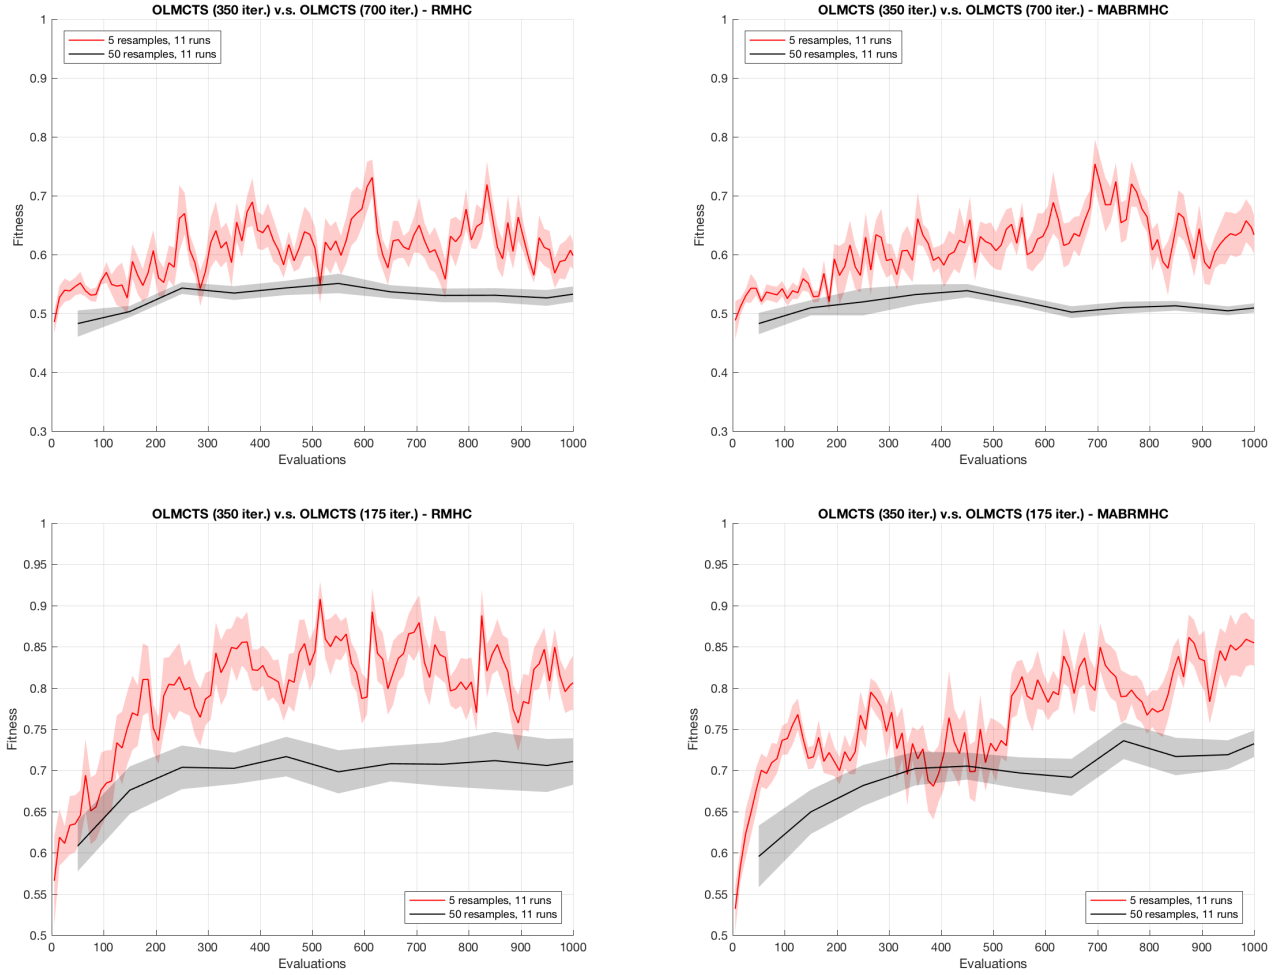 OLMCTS (350 iter.) v.s. OLMCTS (700 iter.) - RMHC
1
0.9
0.8
0.7
0.6
0.5
0.4
0.3
Fitness
5 resamples, 11 runs
50 resamples, 11 runs
0 100 200 300 400 500 600 700 800 900 1000
Evaluations
OLMCTS (350 iter.) v.s. OLMCTS (700 iter.) - MABRMHC
1
0.9
0.8
0.7
0.6
0.5
0.4
0.3
Fitness
5 resamples, 11 runs
50 resamples, 11 runs
0 100 200 300 400 500 600 700 800 900 1000
Evaluations
OLMCTS (350 iter.) v.s. OLMCTS (175 iter.) - RMHC
1
0.95
0.9
0.85
0.8
0.75
0.7
0.65
0.6
0.55
0.5
Fitness
5 resamples, 11 runs
50 resamples, 11 runs
0 100 200 300 400 500 600 700 800 900 1000
Evaluations
OLMCTS (350 iter.) v.s. OLMCTS (175 iter.) - MABRMHC
1
0.95
0.9
0.85
0.8
0.75
0.7
0.65
0.6
0.55
0.5
Fitness
5 resamples, 11 runs
50 resamples, 11 runs
0 100 200 300 400 500 600 700 800 900 1000
Evaluations